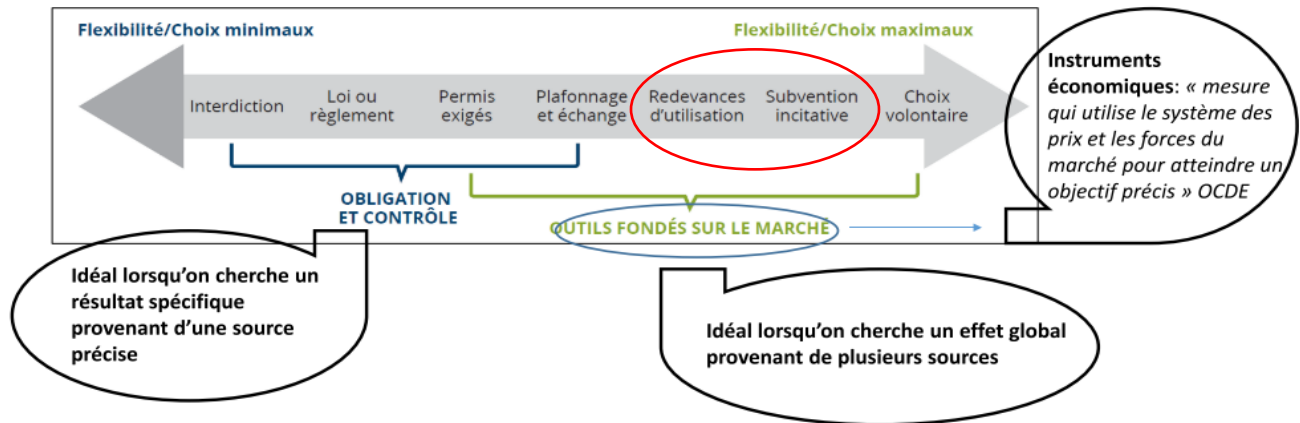 Flexibilité/Choix minimaux
Flexibilité/Choix maximaux
Interdiction
Loi ou
règlement
Permis
exigés
Plafonnage
et échange
Redevances
d'utilisation
Subvention
incitative
Choix
volontaire
OBLIGATION
ET CONTRÔLE
OUTILS FONDÉS SUR LE MARCHÉ
Instruments
économiques: « mesure
qui utilise le système des
prix et les forces du
marché pour atteindre un
objectif précis » OCDE
Idéal lorsqu'on cherche un
résultat spécifique
provenant d'une source
précise
Idéal lorsqu'on cherche un effet global
provenant de plusieurs sources